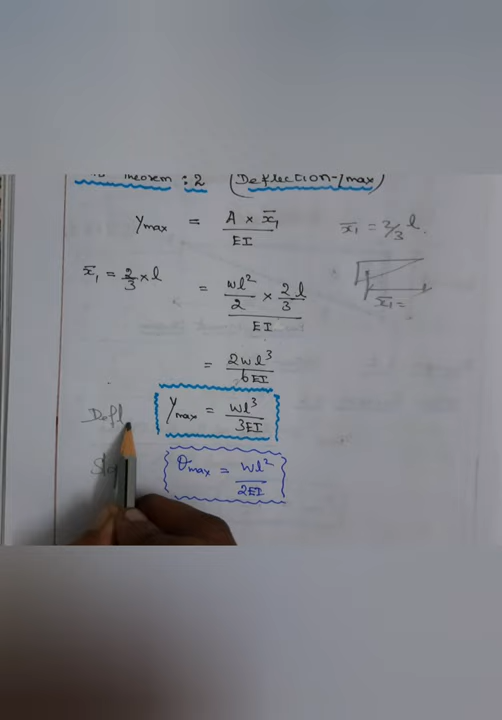 Theorem : 2 (Deflection - Ymax)
Ymax = A × x̄1 / EI
x̄1 = 2/3 l.
x̄1 = 2/3 × l
= wl²/2 × 2l/3 / EI
x̄1 =
l
= 2wl³ / 6EI
Defl
Ymax = wl³ / 3EI
Slo
θmax = wl² / 2EI